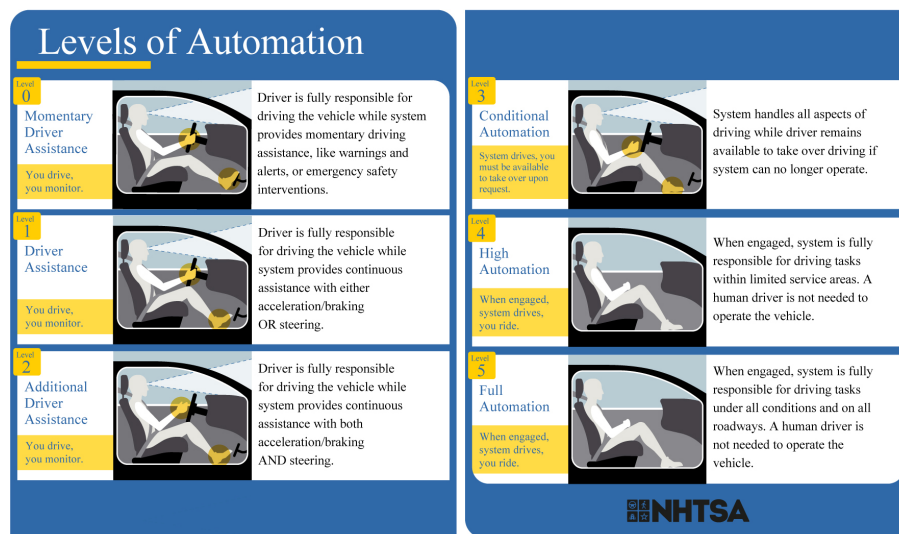 Levels of Automation
Level
0
Momentary
Driver
Assistance
You drive,
you monitor.
Driver is fully responsible for
driving the vehicle while system
provides momentary driving
assistance, like warnings and
alerts, or emergency safety
interventions.
Level
1
Driver
Assistance
You drive,
you monitor.
Driver is fully responsible
for driving the vehicle while
system provides continuous
assistance with either
acceleration/braking
OR steering.
Level
2
Additional
Driver
Assistance
You drive,
you monitor.
Driver is fully responsible
for driving the vehicle while
system provides continuous
assistance with both
acceleration/braking
AND steering.
Level
3
Conditional
Automation
System drives, you
must be available
to take over upon
request.
System handles all aspects of
driving while driver remains
available to take over driving if
system can no longer operate.
Level
4
High
Automation
When engaged,
system drives,
you ride.
When engaged, system is fully
responsible for driving tasks
within limited service areas. A
human driver is not needed to
operate the vehicle.
Level
5
Full
Automation
When engaged,
system drives,
you ride.
When engaged, system is fully
responsible for driving tasks
under all conditions and on all
roadways. A human driver is
not needed to operate the
vehicle.
NHTSA